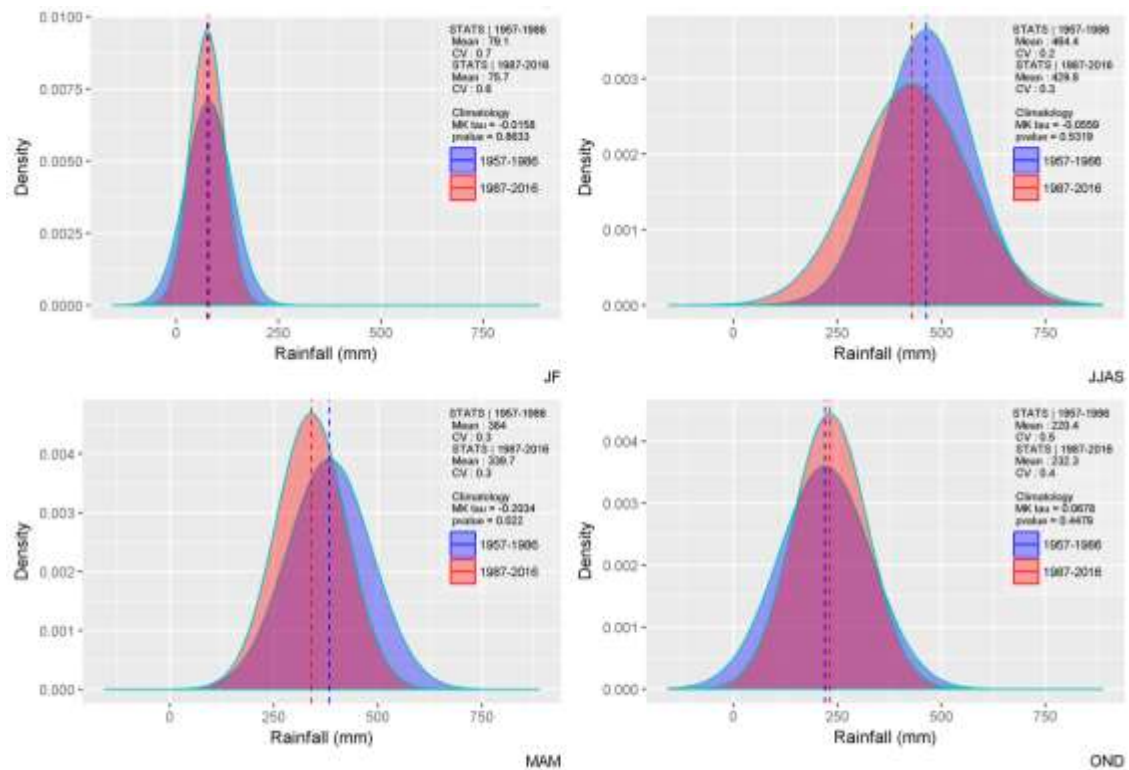 0.0100
0.0075
0.0050
0.0025
0.0000
Density
0
250
500
750
Rainfall (mm)
JF
STATS | 1957-1986
Mean : 79.1
CV : 0.7
STATS | 1987-2016
Mean : 75.7
CV : 0.6
Climatology
MK tau = -0.0158
pvalue = 0.8633
1957-1986
1987-2016
0.003
0.002
0.001
0.000
Density
0
250
500
750
Rainfall (mm)
JJAS
STATS | 1957-1986
Mean : 464.4
CV : 0.2
STATS | 1987-2016
Mean : 429.8
CV : 0.3
Climatology
MK tau = -0.0559
pvalue = 0.5319
1957-1986
1987-2016
0.004
0.003
0.002
0.001
0.000
Density
0
250
500
750
Rainfall (mm)
MAM
STATS | 1957-1986
Mean : 384
CV : 0.3
STATS | 1987-2016
Mean : 339.7
CV : 0.3
Climatology
MK tau = -0.2034
pvalue = 0.022
1957-1986
1987-2016
0.004
0.003
0.002
0.001
0.000
Density
0
250
500
750
Rainfall (mm)
OND
STATS | 1957-1986
Mean : 220.4
CV : 0.5
STATS | 1987-2016
Mean : 232.3
CV : 0.4
Climatology
MK tau = 0.0678
pvalue = 0.4479
1957-1986
1987-2016